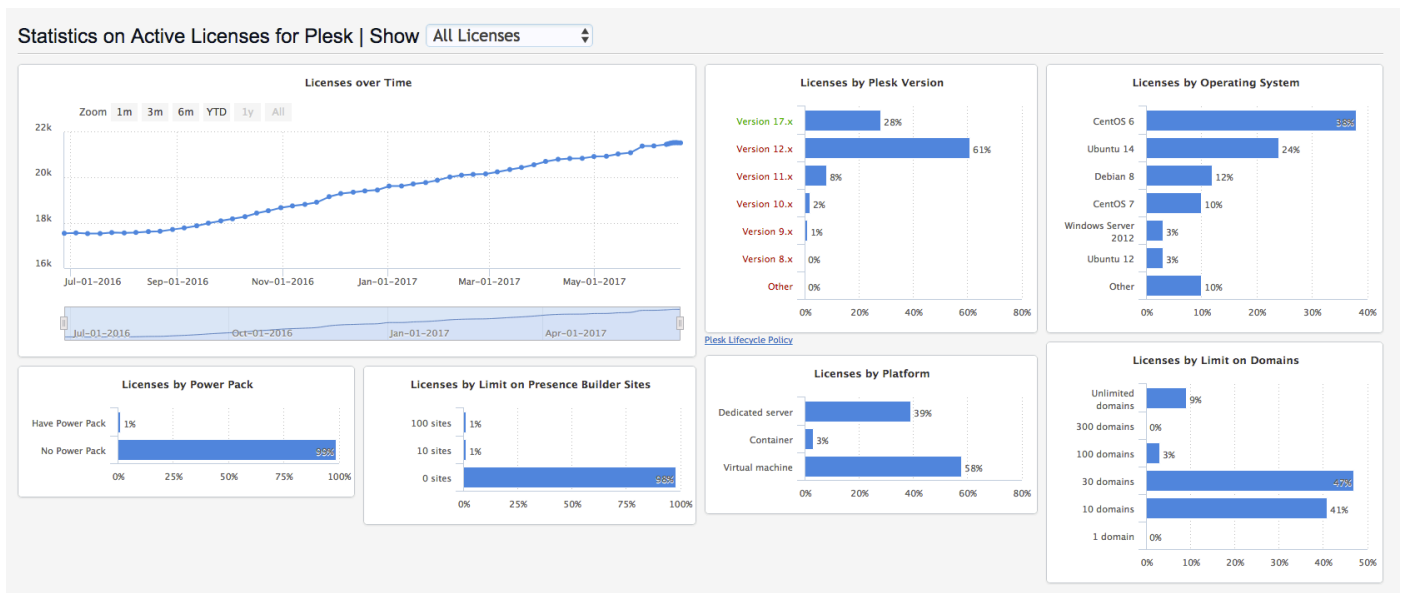 Statistics on Active Licenses for Plesk | Show All Licenses
Licenses over Time
Zoom 1m 3m 6m YTD 1y All
22k
20k
18k
16k
Jul-01-2016 Sep-01-2016 Nov-01-2016 Jan-01-2017 Mar-01-2017 May-01-2017
Jul-01-2016 Oct-01-2016 Jan-01-2017 Apr-01-2017
Licenses by Plesk Version
Version 17.x 28%
Version 12.x 61%
Version 11.x 8%
Version 10.x 2%
Version 9.x 1%
Version 8.x 0%
Other 0%
0% 20% 40% 60% 80%
Plesk Lifecycle Policy
Licenses by Operating System
CentOS 6 38%
Ubuntu 14 24%
Debian 8 12%
CentOS 7 10%
Windows Server
2012 3%
Ubuntu 12 3%
Other 10%
0% 10% 20% 30% 40%
Licenses by Power Pack
Have Power Pack 1%
No Power Pack 99%
0% 25% 50% 75% 100%
Licenses by Limit on Presence Builder Sites
100 sites 1%
10 sites 1%
0 sites 98%
0% 25% 50% 75% 100%
Licenses by Platform
Dedicated server 39%
Container 3%
Virtual machine 58%
0% 20% 40% 60% 80%
Licenses by Limit on Domains
Unlimited
domains 9%
300 domains 0%
100 domains 3%
30 domains 47%
10 domains 41%
1 domain 0%
0% 10% 20% 30% 40% 50%